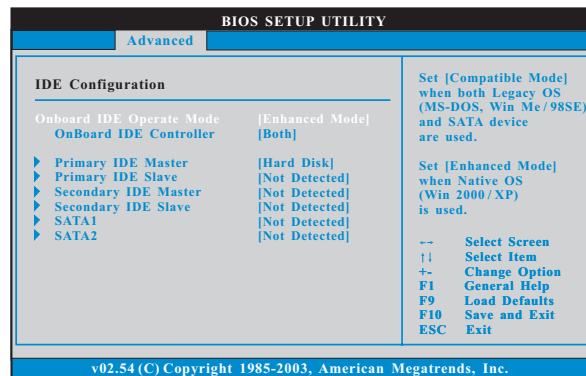 BIOS SETUP UTILITY
Advanced
IDE Configuration
Onboard IDE Operate Mode [Enhanced Mode]
OnBoard IDE Controller [Both]
Primary IDE Master [Hard Disk]
Primary IDE Slave [Not Detected]
Secondary IDE Master [Not Detected]
Secondary IDE Slave [Not Detected]
SATA1 [Not Detected]
SATA2 [Not Detected]
Set [Compatible Mode]
when both Legacy OS
(MS-DOS, Win Me / 98SE)
and SATA device
are used.
Set [Enhanced Mode]
when Native OS
(Win 2000 / XP)
is used.
←→ Select Screen
↑↓ Select Item
+- Change Option
F1 General Help
F9 Load Defaults
F10 Save and Exit
ESC Exit
v02.54 (C) Copyright 1985-2003, American Megatrends, Inc.